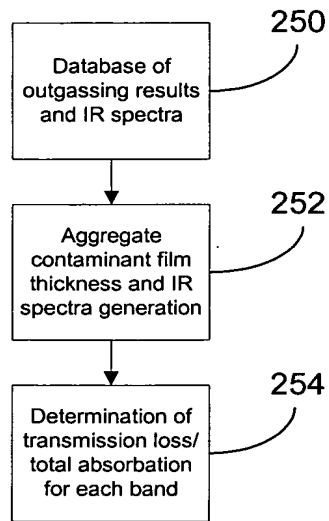 250
Database of
outgassing results
and IR spectra
252
Aggregate
contaminant film
thickness and IR
spectra generation
254
Determination of
transmission loss/
total absorbation
for each band